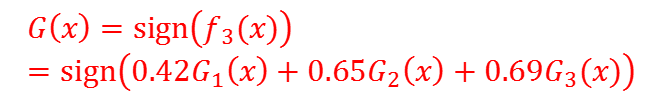 G(x) = sign(f₃(x))
= sign(0.42G₁(x) + 0.65G₂(x) + 0.69G₃(x))